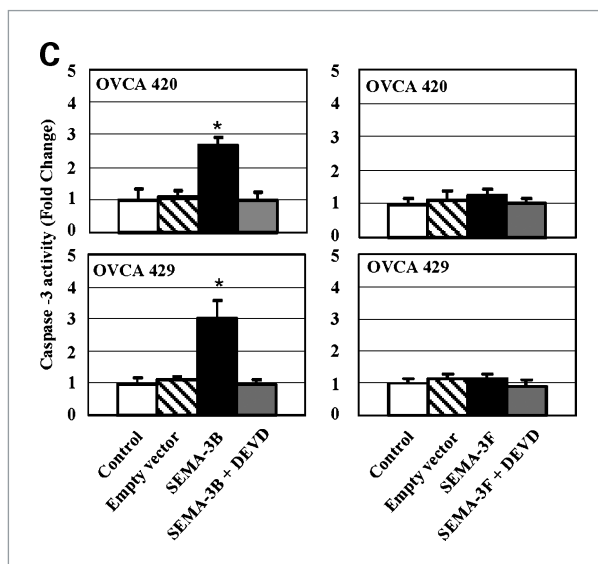 C
OVCA 420
5
4
3
2
1
0
*
OVCA 420
5
4
3
2
1
0
Caspase -3 activity (Fold Change)
OVCA 429
5
4
3
2
1
0
*
OVCA 429
5
4
3
2
1
0
Control
Empty vector
SEMA-3B
SEMA-3B + DEVD
Control
Empty vector
SEMA-3F
SEMA-3F + DEVD